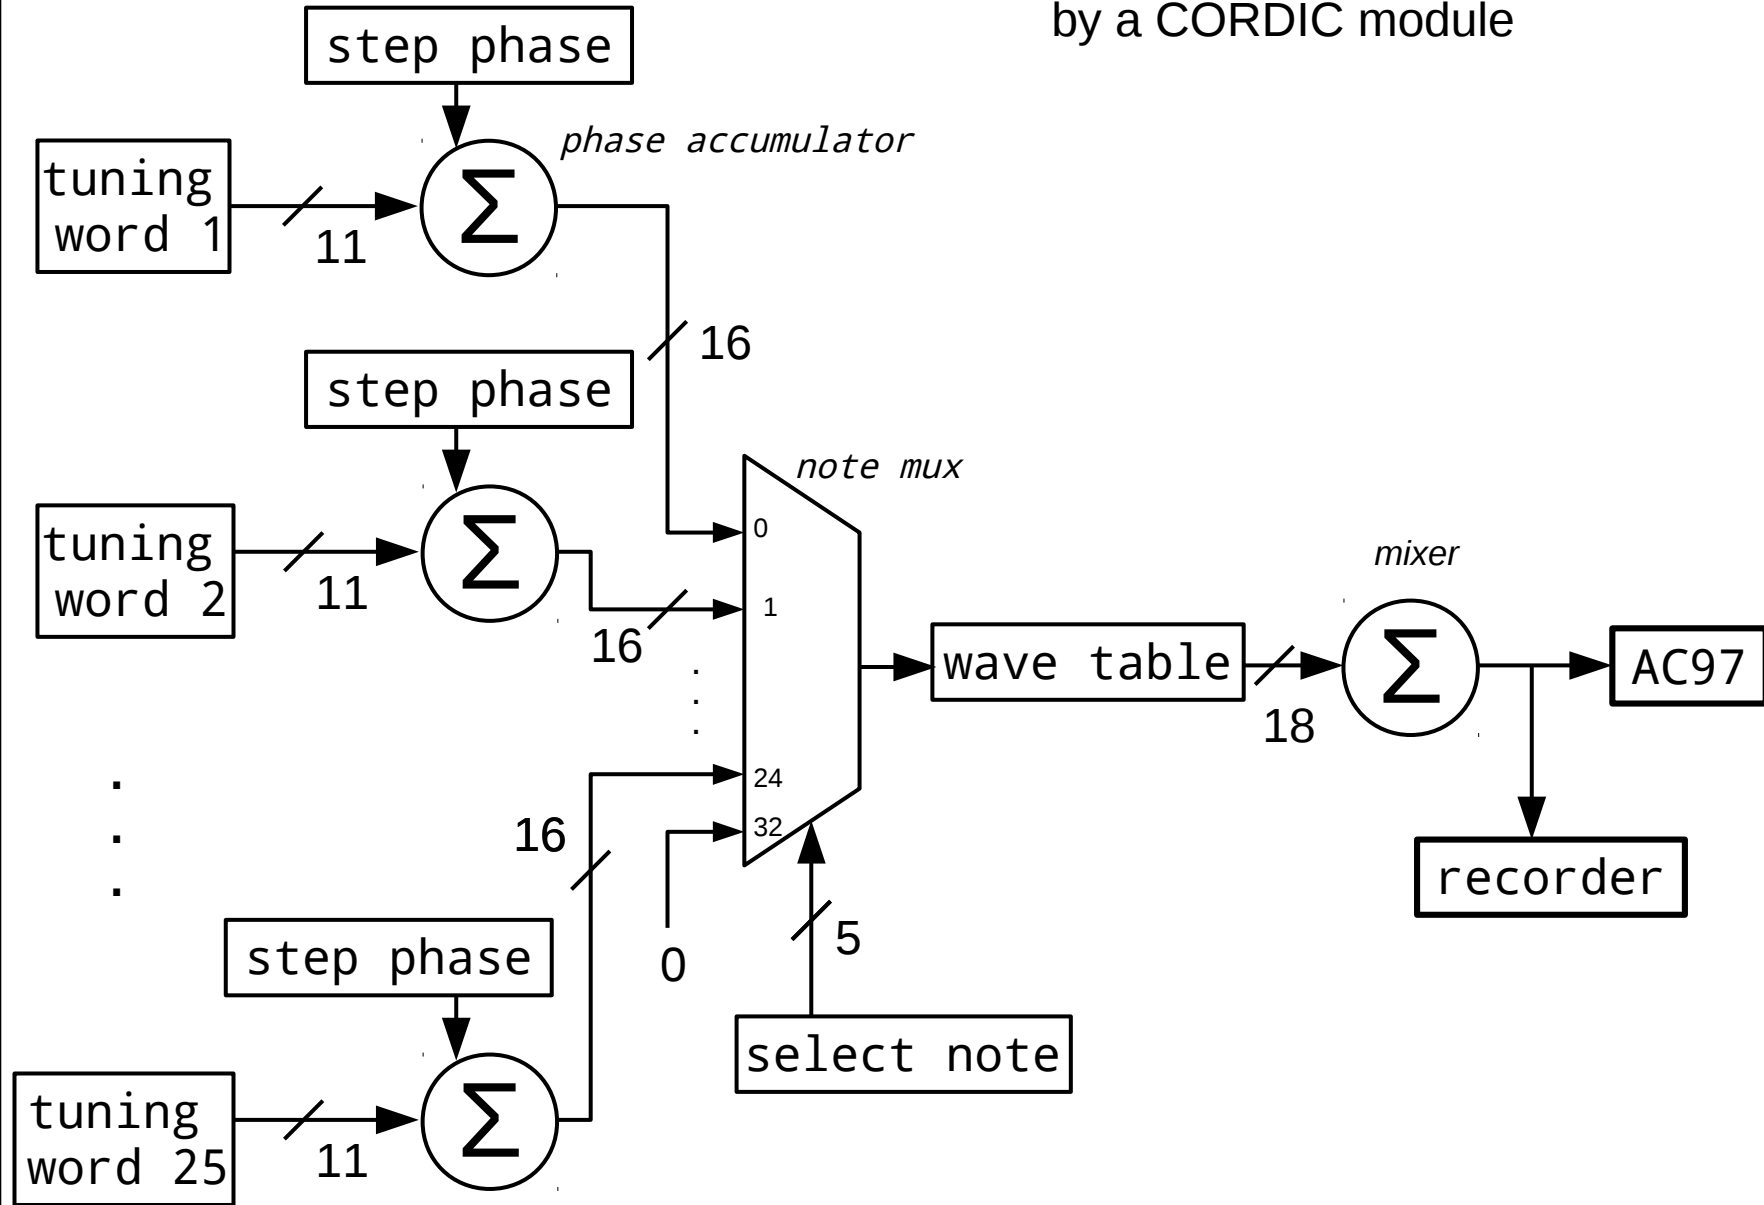 by a CORDIC module
step phase
phase accumulator
tuning
word 1
Σ
11
16
step phase
note mux
tuning
word 2
Σ
11
16
0
1
.
.
.
24
32
mixer
wave table
18
Σ
AC97
recorder
.
.
.
16
0
5
select note
step phase
tuning
word 25
Σ
11